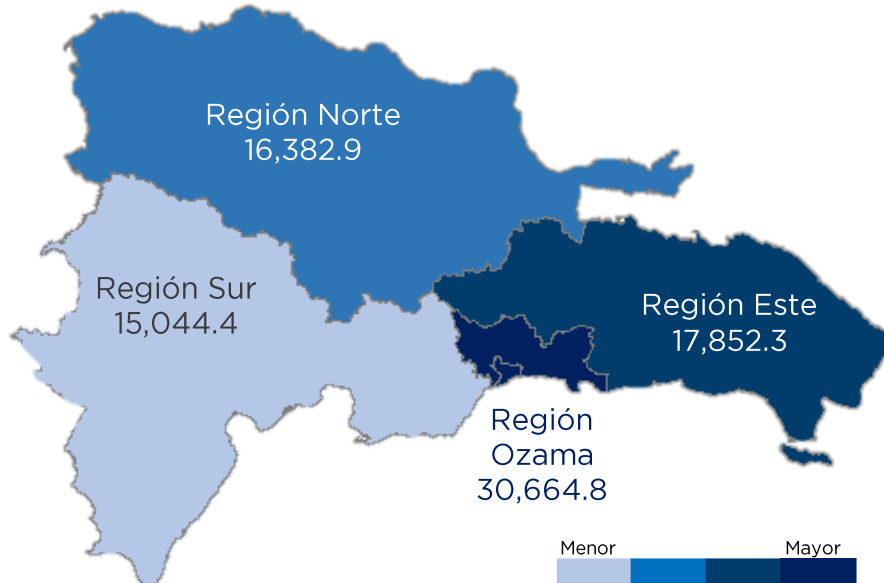 Región Norte
16,382.9
Región Sur
15,044.4
Región Este
17,852.3
Región
Ozama
30,664.8
Menor
Mayor